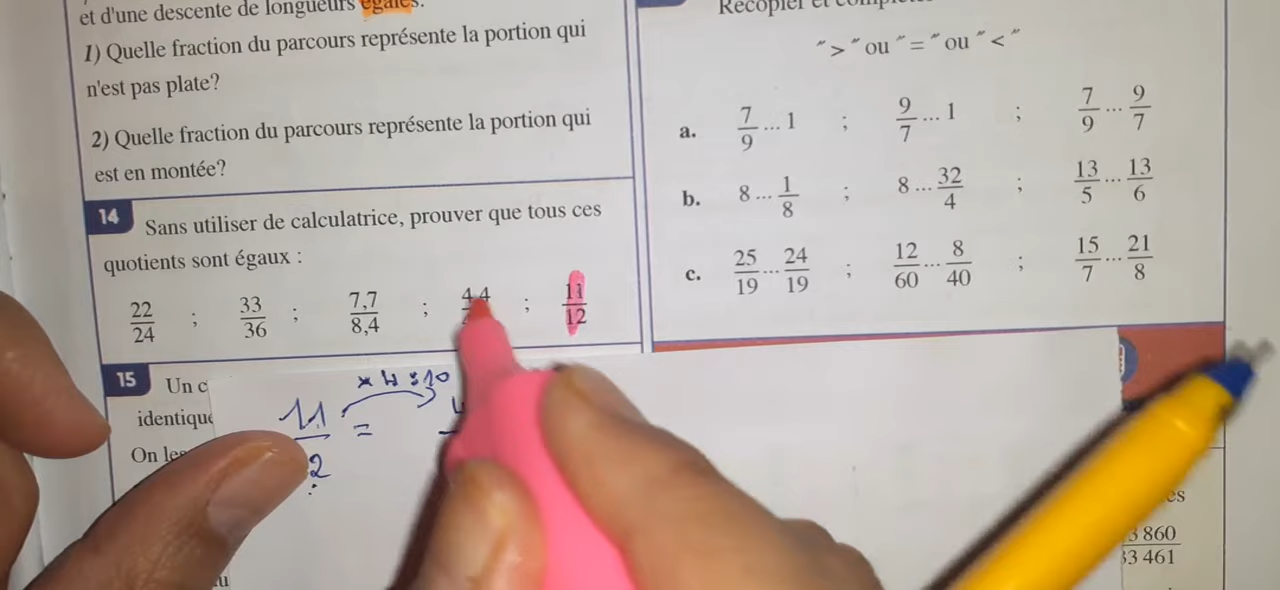 et d'une descente de longueurs égales.
1) Quelle fraction du parcours représente la portion qui
n'est pas plate?
2) Quelle fraction du parcours représente la portion qui
est en montée?
14 Sans utiliser de calculatrice, prouver que tous ces
quotients sont égaux :
22/24 ; 33/36 ; 7,7/8,4 ; ; 11/12
15 Un c
identique
On les
× 4 : 10
11 =
2
Recopier et
" > " ou " = " ou " < "
a. 7/9 ... 1 ; 9/7 ... 1 ; 7/9 ... 9/7
b. 8 ... 1/8 ; 8 ... 32/4 ; 13/5 ... 13/6
c. 25/19 ... 24/19 ; 12/60 ... 8/40 ; 15/7 ... 21/8
es
3 860
33 461